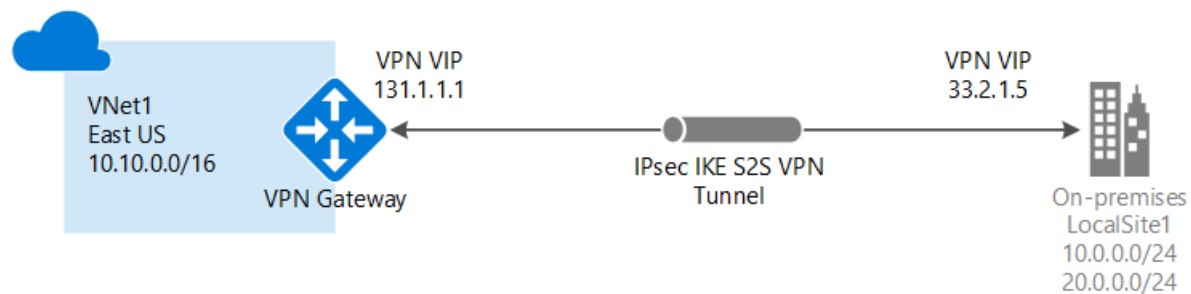 VNet1
East US
10.10.0.0/16
VPN VIP
131.1.1.1
VPN Gateway
IPsec IKE S2S VPN
Tunnel
VPN VIP
33.2.1.5
On-premises
LocalSite1
10.0.0.0/24
20.0.0.0/24